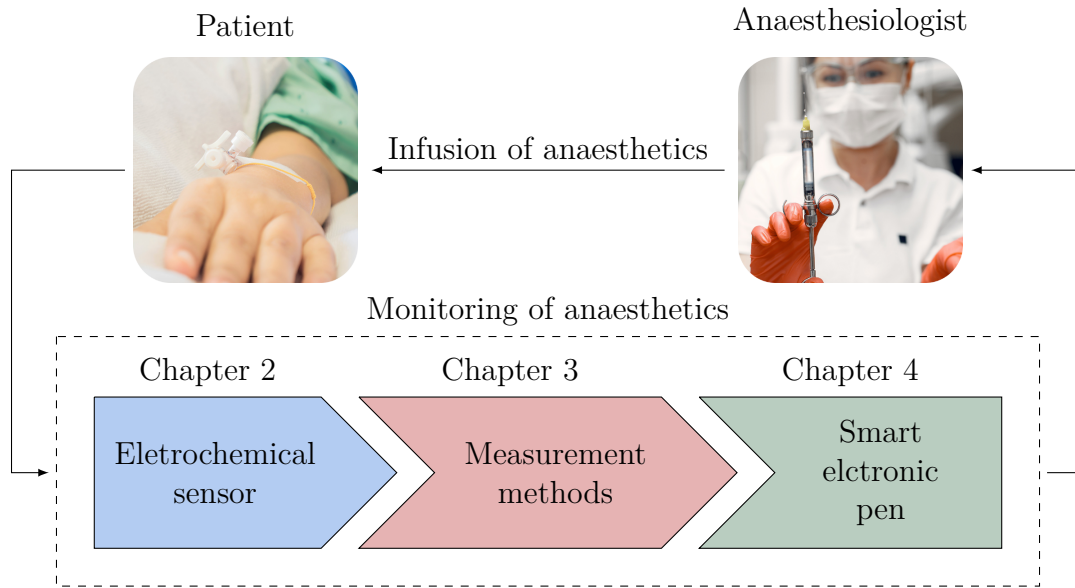 Patient
Anaesthesiologist
Infusion of anaesthetics
Monitoring of anaesthetics
Chapter 2
Chapter 3
Chapter 4
Eletrochemical
sensor
Measurement
methods
Smart
elctronic
pen